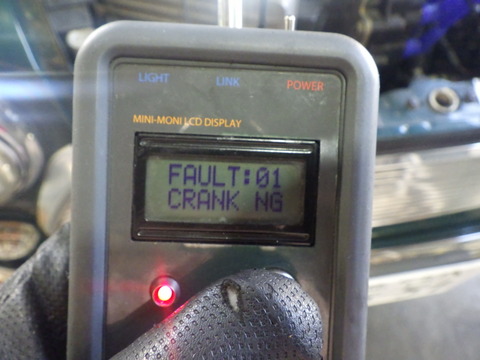 LIGHT LINK POWER
MINI-MONI LCD DISPLAY
FAULT:01
CRANK NG